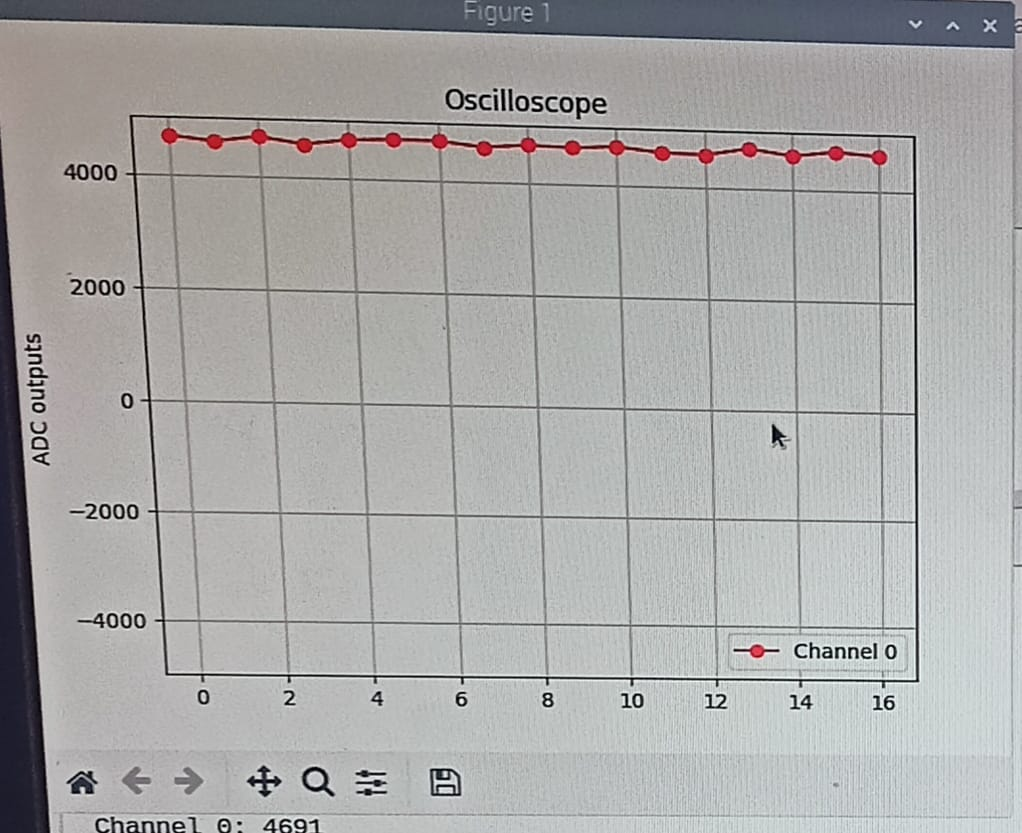 Figure 1
Oscilloscope
4000
2000
0
−2000
−4000
ADC outputs
Channel 0
0 2 4 6 8 10 12 14 16
Channel 0: 4691